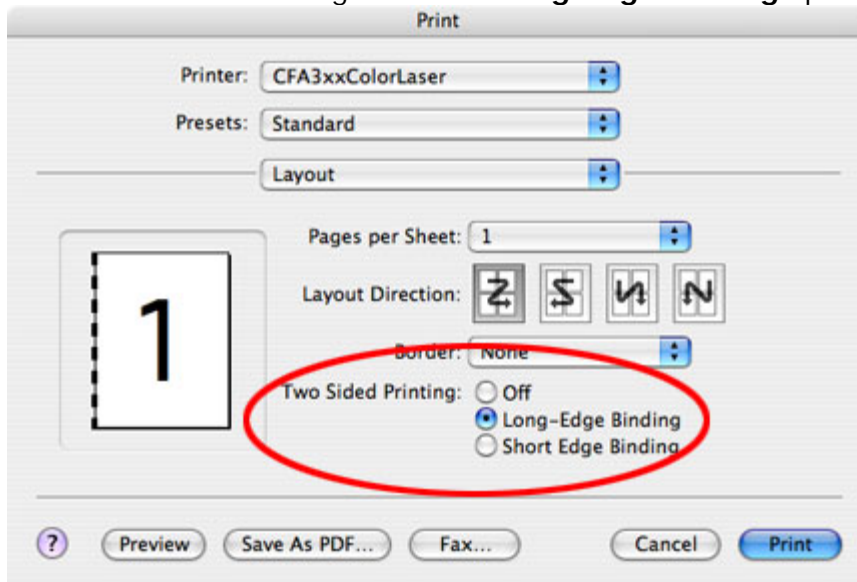 Print
Printer: CFA3xxColorLaser
Presets: Standard
Layout
Pages per Sheet: 1
1
Layout Direction:
Border: None
Two Sided Printing: Off
Long-Edge Binding
Short Edge Binding
? Preview Save As PDF... Fax... Cancel Print